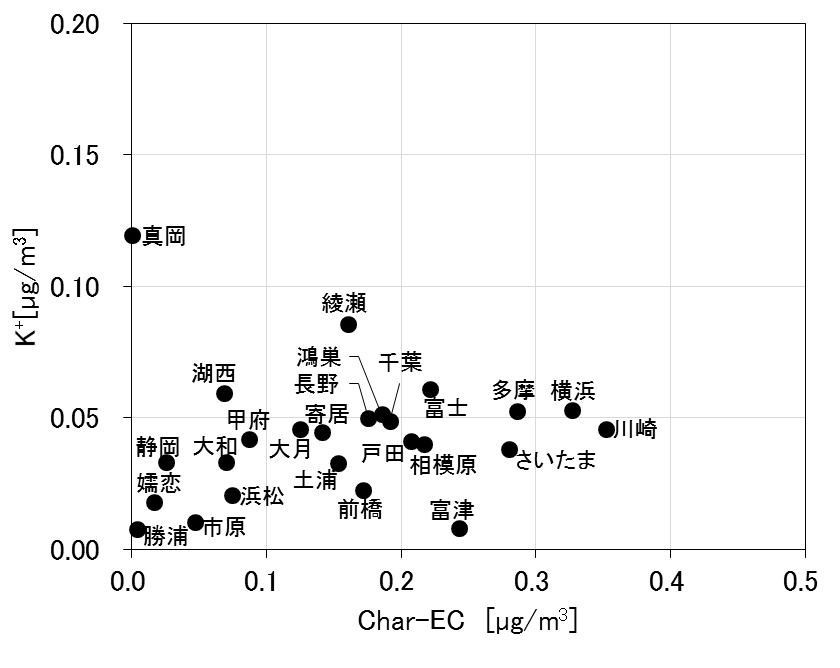 0.20
0.15
0.10
0.05
0.00
K⁺[μg/m³]
真岡
綾瀬
鴻巣
千葉
湖西
長野
多摩
横浜
甲府
寄居
富士
川崎
静岡
大和
大月
戸田
相模原
さいたま
嬬恋
浜松
土浦
前橋
富津
勝浦
市原
0.0
0.1
0.2
0.3
0.4
0.5
Char-EC [μg/m³]